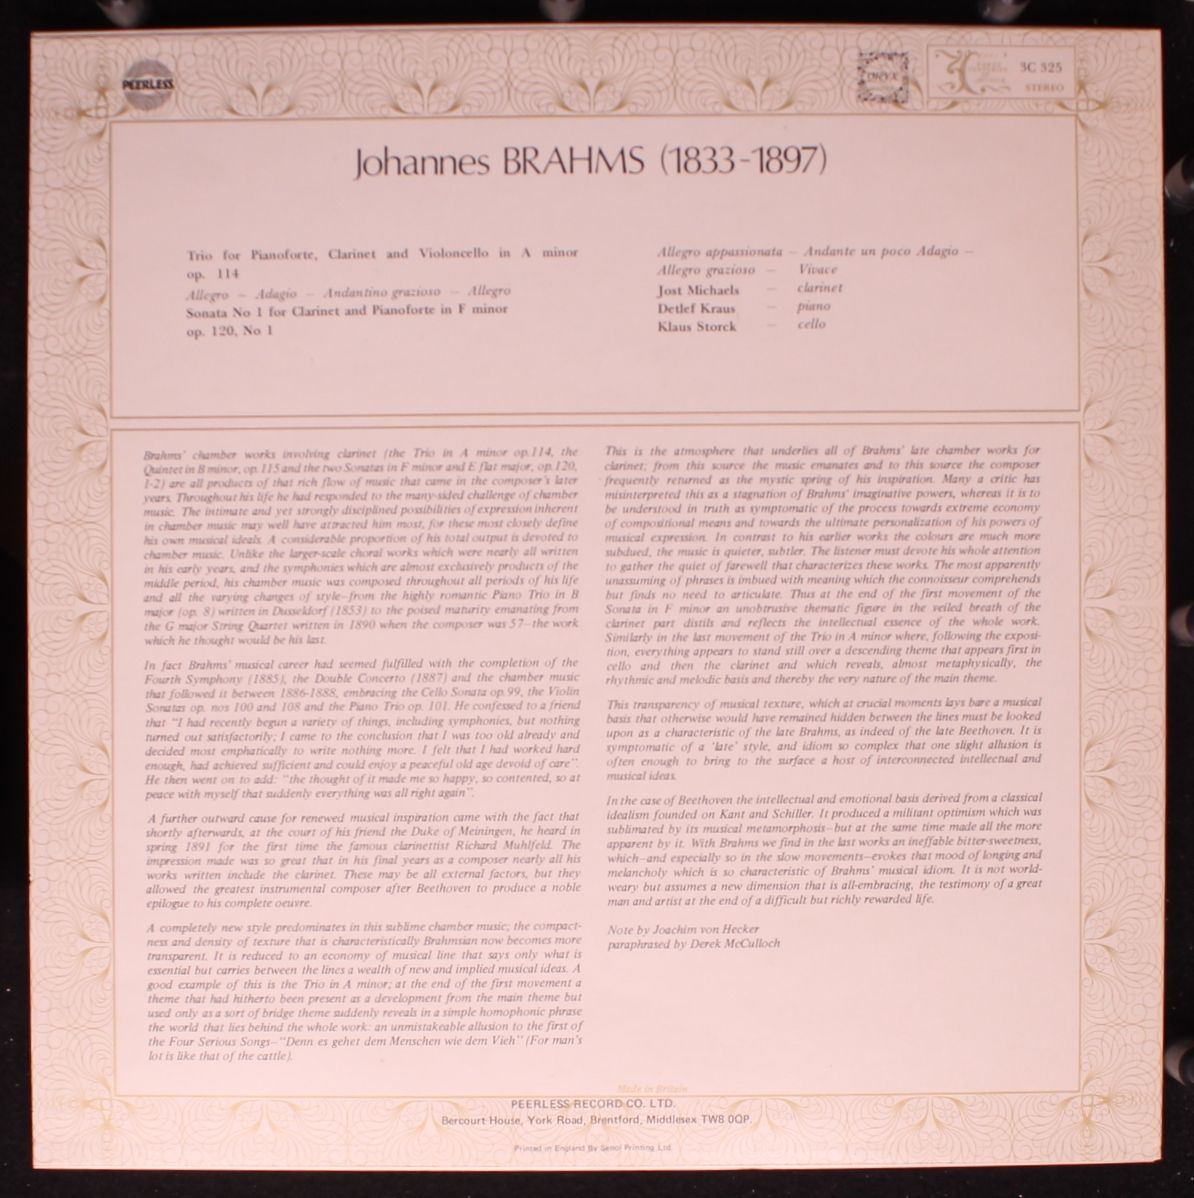 PEERLESS
ORYX
3C 325
STEREO
Johannes BRAHMS (1833-1897)
Trio for Pianoforte, Clarinet and Violoncello in A minor
op. 114
Allegro – Adagio – Andantino grazioso – Allegro
Sonata No 1 for Clarinet and Pianoforte in F minor
op. 120, No 1
Allegro appassionata – Andante un poco Adagio –
Allegro grazioso – Vivace
Jost Michaels – clarinet
Detlef Kraus – piano
Klaus Storck – cello
Brahms' chamber works involving clarinet (the Trio in A minor op.114, the
Quintet in B minor, op.115 and the two Sonatas in F minor and E flat major, op.120,
1-2) are all products of that rich flow of music that came in the composer's later
years. Throughout his life he had responded to the many-sided challenge of chamber
music. The intimate and yet strongly disciplined possibilities of expression inherent
in chamber music may well have attracted him most, for these most closely define
his own musical ideals. A considerable proportion of his total output is devoted to
chamber music. Unlike the larger-scale choral works which were nearly all written
in his early years, and the symphonies which are almost exclusively products of the
middle period, his chamber music was composed throughout all periods of his life
and all the varying changes of style–from the highly romantic Piano Trio in B
major (op. 8) written in Dusseldorf (1853) to the poised maturity emanating from
the G major String Quartet written in 1890 when the composer was 57–the work
which he thought would be his last.
In fact Brahms' musical career had seemed fulfilled with the completion of the
Fourth Symphony (1885), the Double Concerto (1887) and the chamber music
that followed it between 1886-1888, embracing the Cello Sonata op.99, the Violin
Sonatas op. nos 100 and 108 and the Piano Trio op. 101. He confessed to a friend
that "I had recently begun a variety of things, including symphonies, but nothing
turned out satisfactorily; I came to the conclusion that I was too old already and
decided most emphatically to write nothing more. I felt that I had worked hard
enough, had achieved sufficient and could enjoy a peaceful old age devoid of care".
He then went on to add: "the thought of it made me so happy, so contented, so at
peace with myself that suddenly everything was all right again".
A further outward cause for renewed musical inspiration came with the fact that
shortly afterwards, at the court of his friend the Duke of Meiningen, he heard in
spring 1891 for the first time the famous clarinettist Richard Muhlfeld. The
impression made was so great that in his final years as a composer nearly all his
works written include the clarinet. These may be all external factors, but they
allowed the greatest instrumental composer after Beethoven to produce a noble
epilogue to his complete oeuvre.
A completely new style predominates in this sublime chamber music; the compact-
ness and density of texture that is characteristically Brahmsian now becomes more
transparent. It is reduced to an economy of musical line that says only what is
essential but carries between the lines a wealth of new and implied musical ideas. A
good example of this is the Trio in A minor; at the end of the first movement a
theme that had hitherto been present as a development from the main theme but
used only as a sort of bridge theme suddenly reveals in a simple homophonic phrase
the world that lies behind the whole work: an unmistakeable allusion to the first of
the Four Serious Songs–"Denn es gehet dem Menschen wie dem Vieh" (For man's
lot is like that of the cattle).
This is the atmosphere that underlies all of Brahms' late chamber works for
clarinet; from this source the music emanates and to this source the composer
frequently returned as the mystic spring of his inspiration. Many a critic has
misinterpreted this as a stagnation of Brahms' imaginative powers, whereas it is to
be understood in truth as symptomatic of the process towards extreme economy
of compositional means and towards the ultimate personalization of his powers of
musical expression. In contrast to his earlier works the colours are much more
subdued, the music is quieter, subtler. The listener must devote his whole attention
to gather the quiet of farewell that characterizes these works. The most apparently
unassuming of phrases is imbued with meaning which the connoisseur comprehends
but finds no need to articulate. Thus at the end of the first movement of the
Sonata in F minor an unobtrusive thematic figure in the veiled breath of the
clarinet part distils and reflects the intellectual essence of the whole work.
Similarly in the last movement of the Trio in A minor where, following the exposi-
tion, everything appears to stand still over a descending theme that appears first in
cello and then the clarinet and which reveals, almost metaphysically, the
rhythmic and melodic basis and thereby the very nature of the main theme.
This transparency of musical texture, which at crucial moments lays bare a musical
basis that otherwise would have remained hidden between the lines must be looked
upon as a characteristic of the late Brahms, as indeed of the late Beethoven. It is
symptomatic of a 'late' style, and idiom so complex that one slight allusion is
often enough to bring to the surface a host of interconnected intellectual and
musical ideas.
In the case of Beethoven the intellectual and emotional basis derived from a classical
idealism founded on Kant and Schiller. It produced a militant optimism which was
sublimated by its musical metamorphosis–but at the same time made all the more
apparent by it. With Brahms we find in the last works an ineffable bitter-sweetness,
which–and especially so in the slow movements–evokes that mood of longing and
melancholy which is so characteristic of Brahms' musical idiom. It is not world-
weary but assumes a new dimension that is all-embracing, the testimony of a great
man and artist at the end of a difficult but richly rewarded life.
Note by Joachim von Hecker
paraphrased by Derek McCulloch
Made in Britain
PEERLESS RECORD CO. LTD.
Bercourt House, York Road, Brentford, Middlesex TW8 0QP.
Printed in England By Senol Printing Ltd.